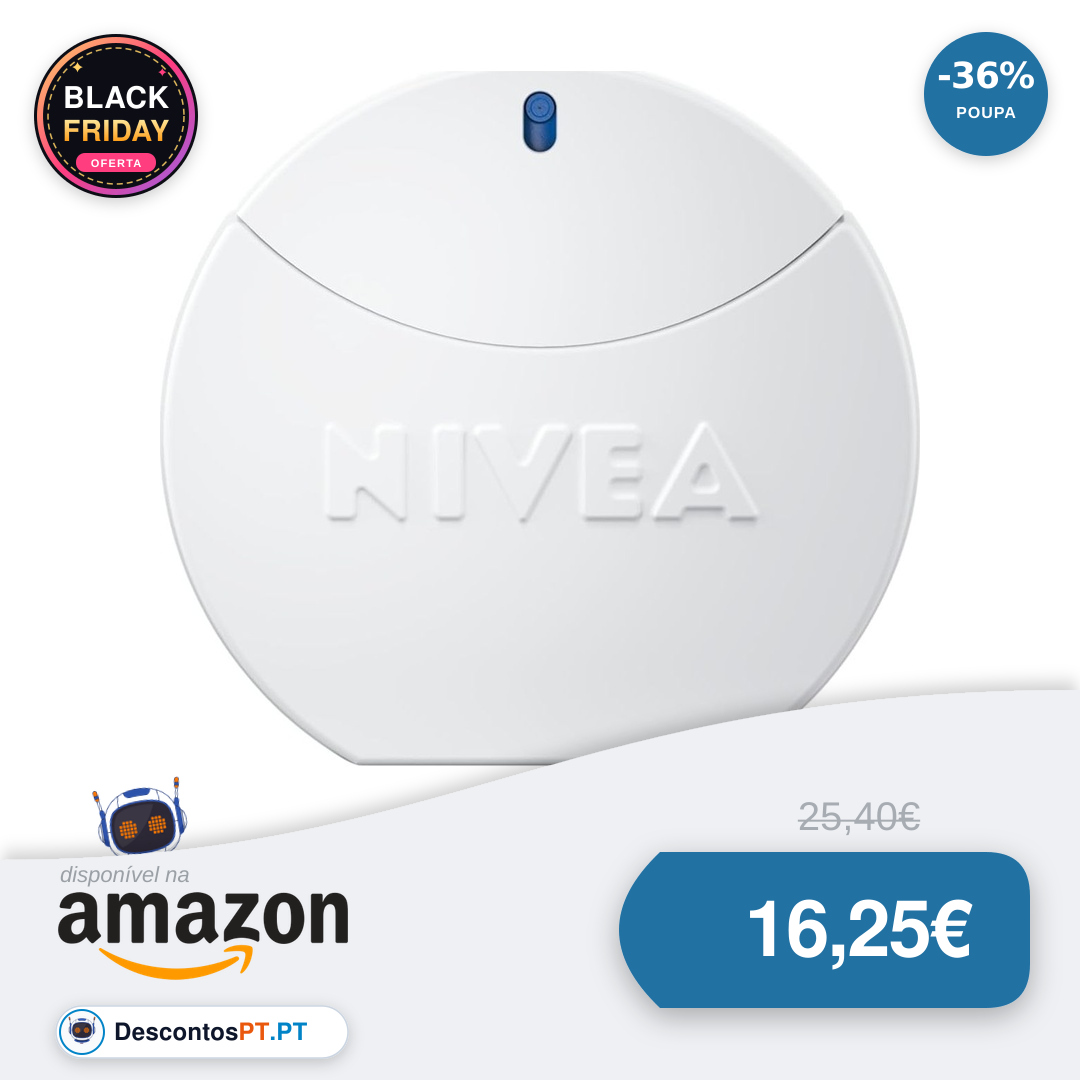 BLACK
FRIDAY
OFERTA
-36%
POUPA
NIVEA
25,40€
16,25€
disponível na
amazon
DescontosPT.PT